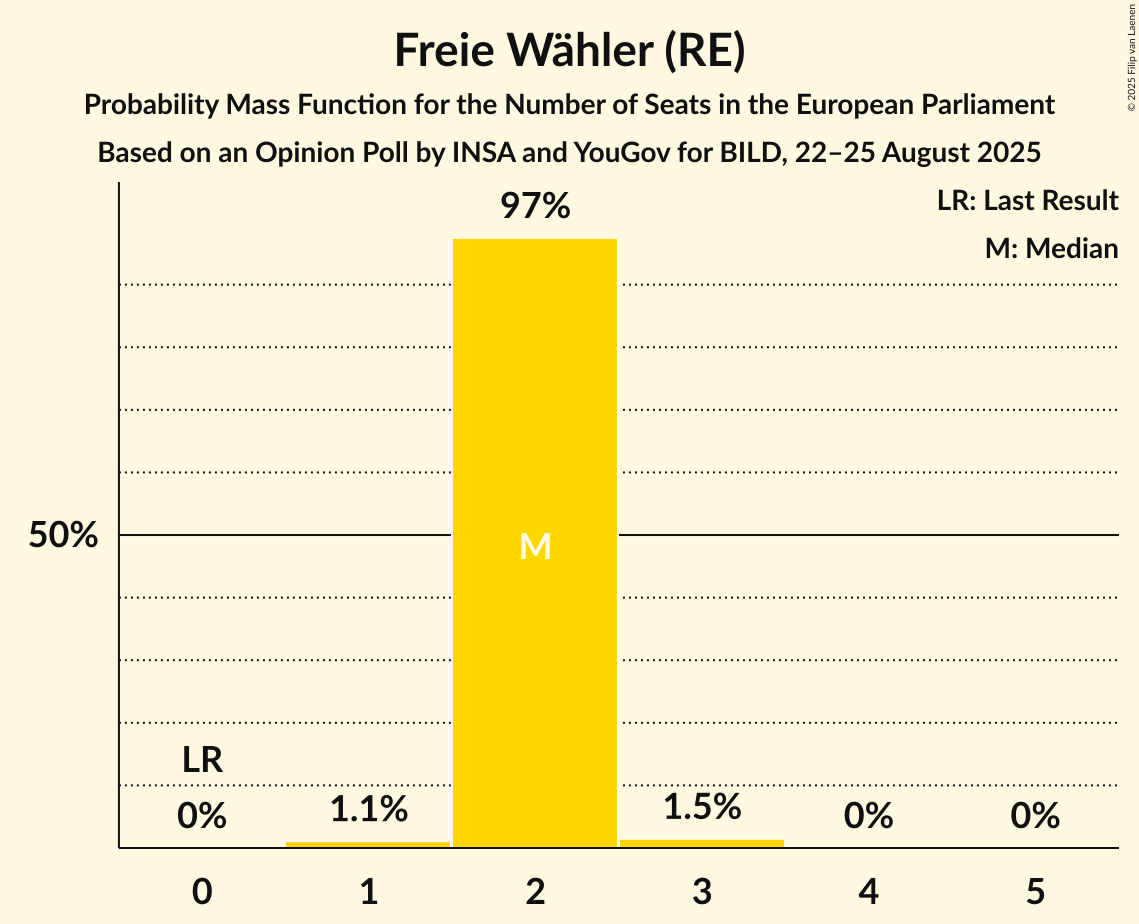 Freie Wähler (RE)
Probability Mass Function for the Number of Seats in the European Parliament
Based on an Opinion Poll by INSA and YouGov for BILD, 22–25 August 2025
© 2025 Filip van Laenen
LR: Last Result
M: Median
97%
50%
M
LR
0%
1.1%
1.5%
0%
0%
0 1 2 3 4 5